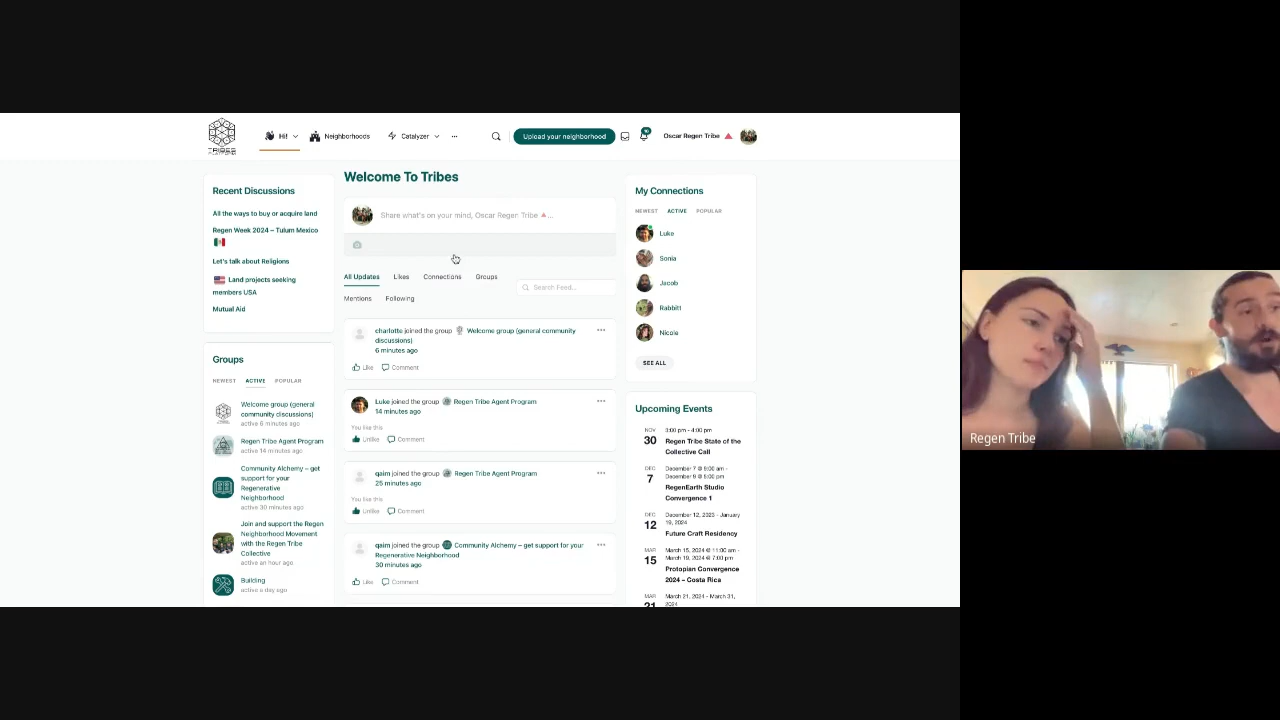 TRIBES
PLATFORM
Hi!
Neighborhoods
Catalyzer
Upload your neighborhood
Oscar Regen Tribe
Recent Discussions
All the ways to buy or acquire land
Regen Week 2024 – Tulum Mexico
Let's talk about Religions
Land projects seeking
members USA
Mutual Aid
Groups
NEWEST ACTIVE POPULAR
Welcome group (general
community discussions)
active 6 minutes ago
Regen Tribe Agent Program
active 14 minutes ago
Community Alchemy – get
support for your
Regenerative
Neighborhood
active 30 minutes ago
Join and support the Regen
Neighborhood Movement
with the Regen Tribe
Collective
active an hour ago
Building
active a day ago
Welcome To Tribes
Share what's on your mind, Oscar Regen Tribe ...
All Updates Likes Connections Groups
Search Feed...
Mentions Following
charlotte joined the group Welcome group (general community
discussions)
6 minutes ago
Like Comment
Luke joined the group Regen Tribe Agent Program
14 minutes ago
You like this
Unlike Comment
qaim joined the group Regen Tribe Agent Program
25 minutes ago
You like this
Unlike Comment
qaim joined the group Community Alchemy – get support for your
Regenerative Neighborhood
30 minutes ago
Like Comment
My Connections
NEWEST ACTIVE POPULAR
Luke
Sonia
Jacob
Rabbitt
Nicole
SEE ALL
Upcoming Events
NOV
30
3:00 pm - 4:00 pm
Regen Tribe State of the
Collective Call
DEC
7
December 7 @ 8:00 am -
December 9 @ 5:00 pm
RegenEarth Studio
Convergence 1
DEC
12
December 12, 2023 - January
19, 2024
Future Craft Residency
MAR
15
March 15, 2024 @ 11:00 am -
March 19, 2024 @ 7:00 pm
Protopian Convergence
2024 – Costa Rica
MAR
21
March 21, 2024 - March 31,
2024
Regen Tribe